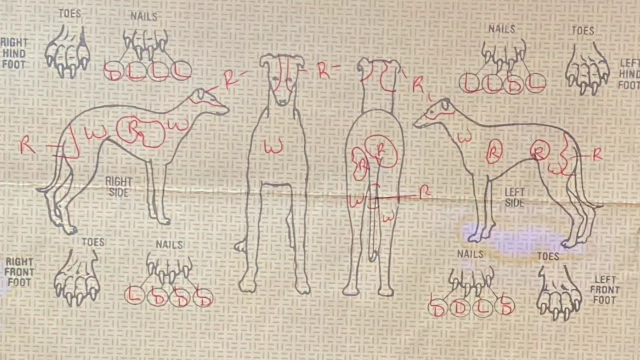 TOES
NAILS
RIGHT
HIND
FOOT
D L L L
R
R
NAILS
TOES
LEFT
HIND
FOOT
L L D L
R
R
W
R
W
RIGHT
SIDE
W
R
R
R
W
W
W
R
R
W
R
LEFT
SIDE
RIGHT
FRONT
FOOT
TOES
NAILS
L D D D
NAILS
TOES
LEFT
FRONT
FOOT
D D L D